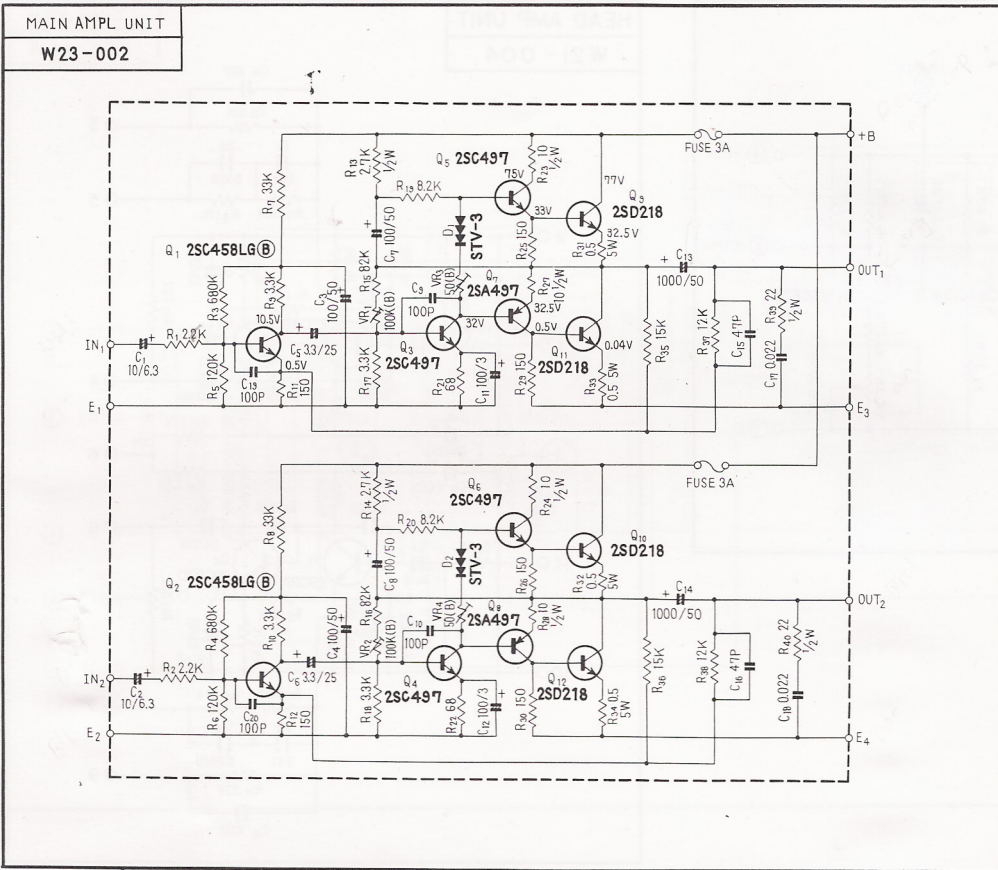 MAIN AMPL UNIT
W23-002
+B
FUSE 3A
R13 2.7K 1/2W
Q5 2SC497
R23 10 1/2W
75V
77V
R7 33K
R19 8.2K
Q9 2SD218
33V
32.5V
D1 STV-3
C7 100/50
R25 150
R31 0.5 5W
C13 1000/50
OUT1
Q1 2SC458LG(B)
R15 82K
VR3 50(B)
Q7 2SA497
R27 10 1/2W
R3 680K
R9 3.3K
C3 100/50
C9 100P
VR1 100K(B)
32.5V
10.5V
32V
0.5V
0.04V
R35 15K
R37 12K
C15 47P
R39 22 1/2W
IN1
C1 10/6.3
R1 2.2K
C5 3.3/25
Q3 2SC497
Q11 2SD218
0.5V
R5 120K
C19 100P
R11 150
R17 3.3K
R21 68
C11 100/3
R29 150
R33 0.5 5W
C17 0.022
E1
E3
FUSE 3A
R14 2.7K 1/2W
Q6 2SC497
R24 10 1/2W
R8 33K
R20 8.2K
Q10 2SD218
D2 STV-3
C8 100/50
R26 150
R32 0.5 5W
C14 1000/50
OUT2
Q2 2SC458LG(B)
R16 82K
VR4 50(B)
Q8 2SA497
R28 10 1/2W
R4 680K
R10 3.3K
C4 100/50
C10 100P
VR2 100K(B)
R36 15K
R38 12K
C16 47P
R40 22 1/2W
IN2
C2 10/6.3
R2 2.2K
C6 3.3/25
Q4 2SC497
Q12 2SD218
R6 120K
C20 100P
R12 150
R18 3.3K
R22 68
C12 100/3
R30 150
R34 0.5 5W
C18 0.022
E2
E4